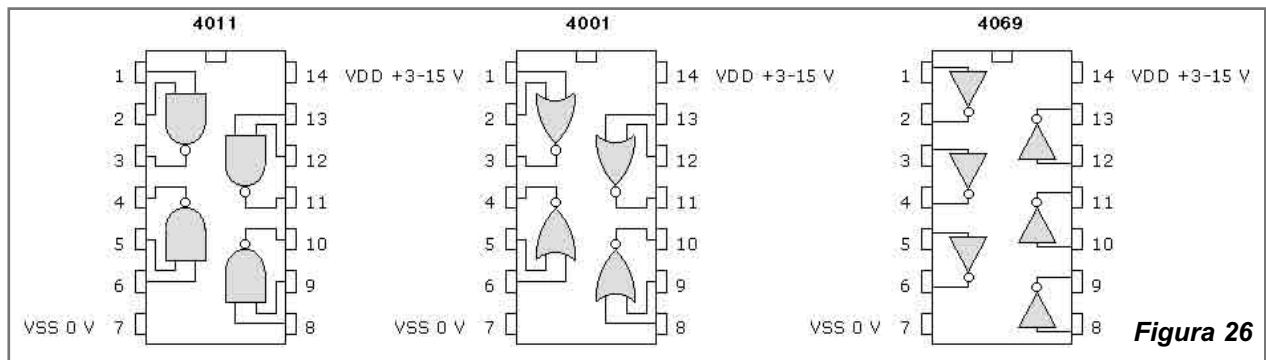 4011 4001 4069
1 14 VDD +3-15 V 1 14 VDD +3-15 V 1 14 VDD +3-15 V
2 13 2 13 2 13
3 12 3 12 3 12
4 11 4 11 4 11
5 10 5 10 5 10
6 9 6 9 6 9
VSS 0 V 7 8 VSS 0 V 7 8 VSS 0 V 7 8
Figura 26